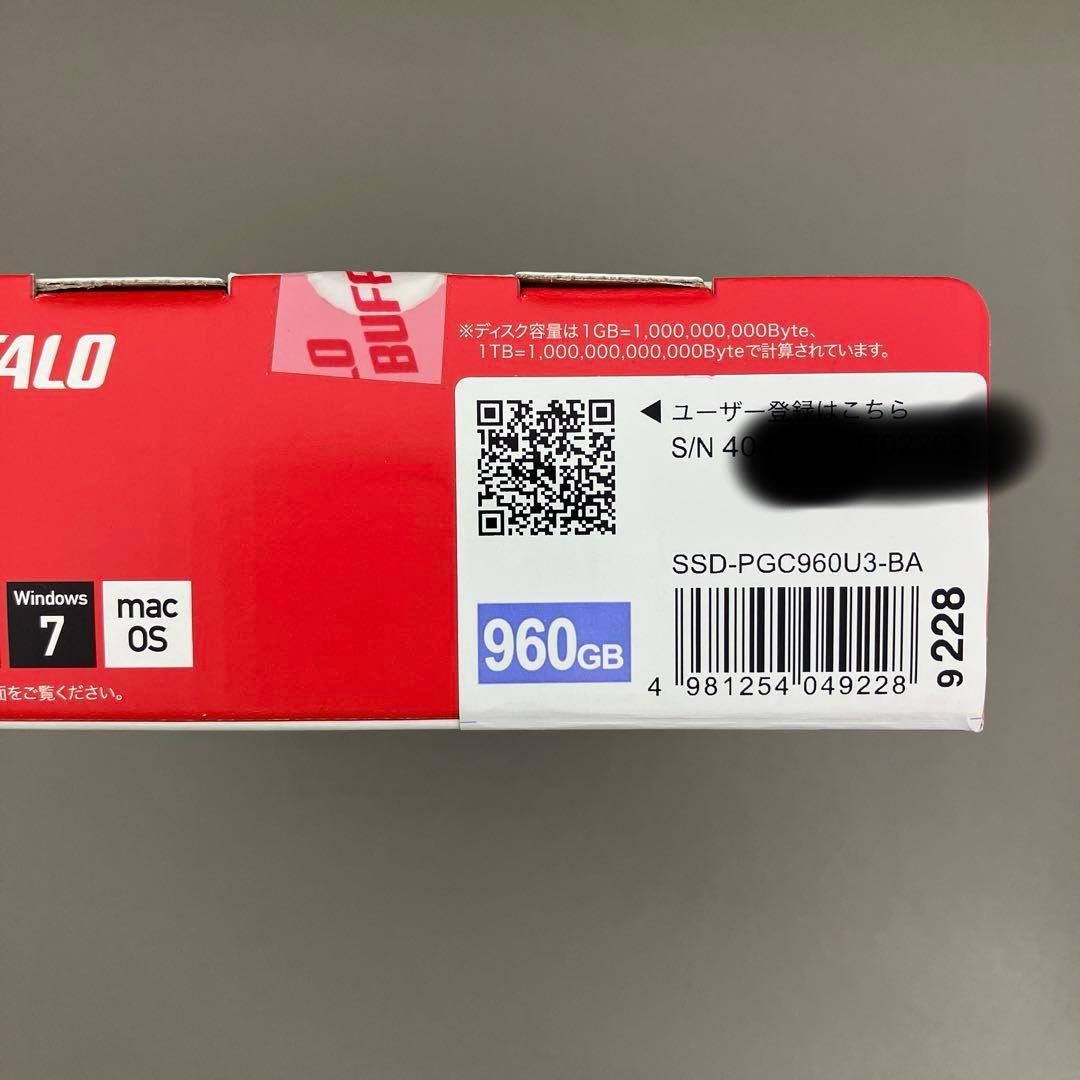 ALO
BUFF
LO
※ディスク容量は1GB=1,000,000,000Byte、
1TB=1,000,000,000,000Byteで計算されています。
ユーザー登録はこちら
S/N 40
SSD-PGC960U3-BA
960GB
4 981254 049228
9228
Windows
7
mac
OS
面をご覧ください。